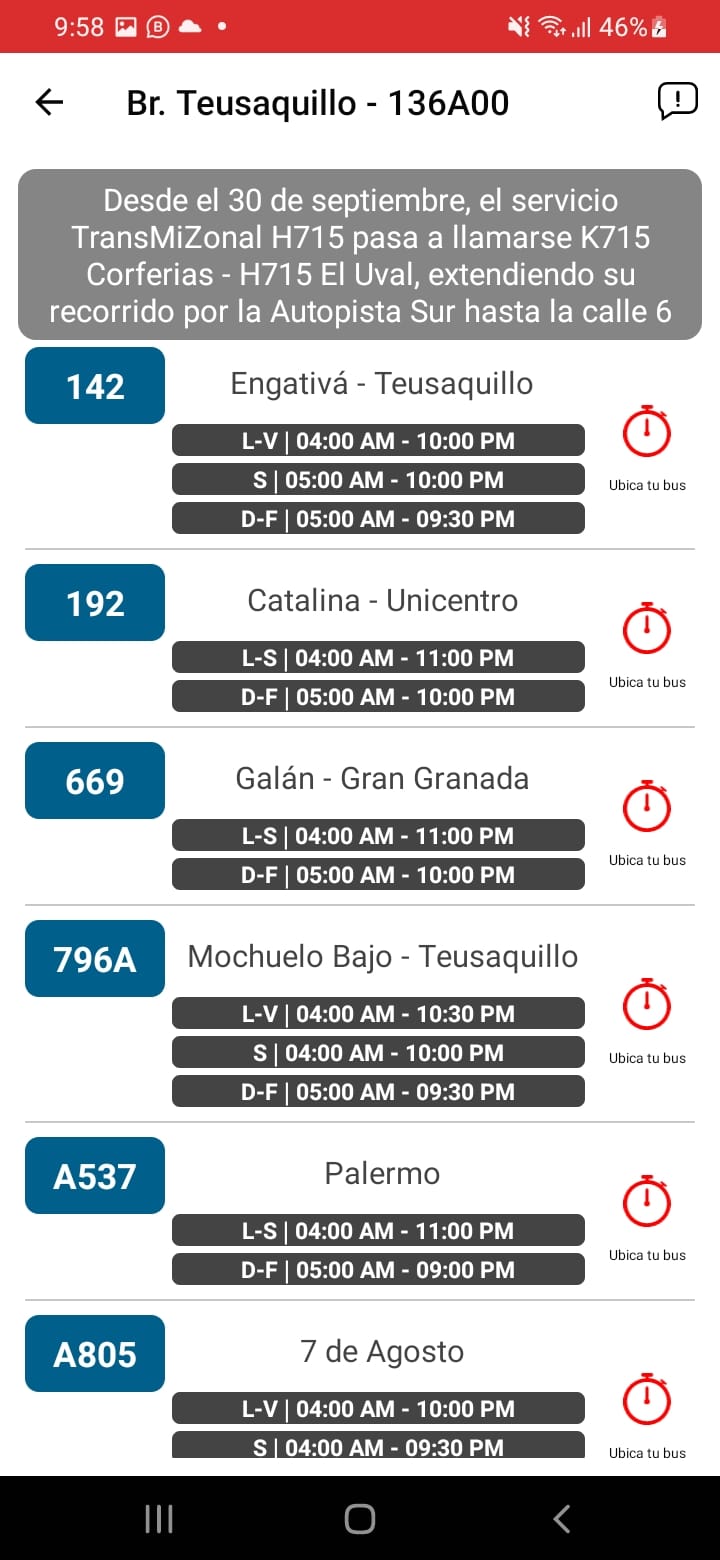 9:58 B 46%
Br. Teusaquillo - 136A00
Desde el 30 de septiembre, el servicio
TransMiZonal H715 pasa a llamarse K715
Corferias - H715 El Uval, extendiendo su
recorrido por la Autopista Sur hasta la calle 6
142 Engativá - Teusaquillo
L-V | 04:00 AM - 10:00 PM
S | 05:00 AM - 10:00 PM
Ubica tu bus
D-F | 05:00 AM - 09:30 PM
192 Catalina - Unicentro
L-S | 04:00 AM - 11:00 PM
Ubica tu bus
D-F | 05:00 AM - 10:00 PM
669 Galán - Gran Granada
L-S | 04:00 AM - 11:00 PM
Ubica tu bus
D-F | 05:00 AM - 10:00 PM
796A Mochuelo Bajo - Teusaquillo
L-V | 04:00 AM - 10:30 PM
S | 04:00 AM - 10:00 PM
Ubica tu bus
D-F | 05:00 AM - 09:30 PM
A537 Palermo
L-S | 04:00 AM - 11:00 PM
Ubica tu bus
D-F | 05:00 AM - 09:00 PM
A805 7 de Agosto
L-V | 04:00 AM - 10:00 PM
S | 04:00 AM - 09:30 PM
Ubica tu bus